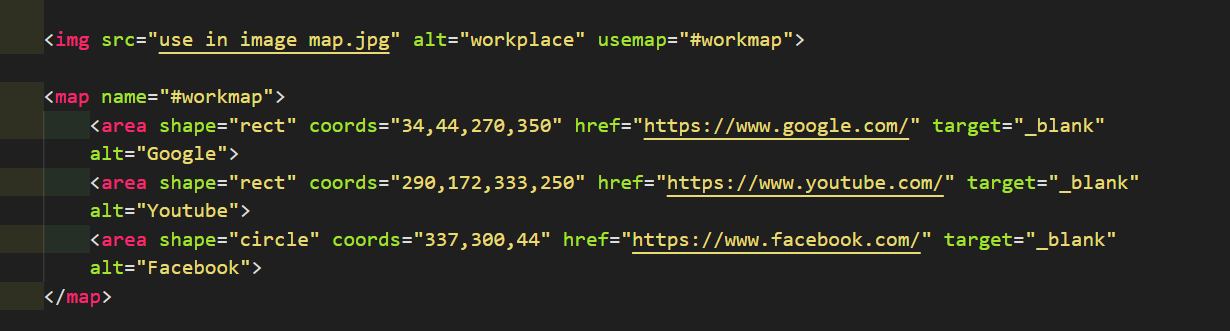 <img src="use in image map.jpg" alt="workplace" usemap="#workmap">
<map name="#workmap">
<area shape="rect" coords="34,44,270,350" href="https://www.google.com/" target="_blank"
alt="Google">
<area shape="rect" coords="290,172,333,250" href="https://www.youtube.com/" target="_blank"
alt="Youtube">
<area shape="circle" coords="337,300,44" href="https://www.facebook.com/" target="_blank"
alt="Facebook">
</map>